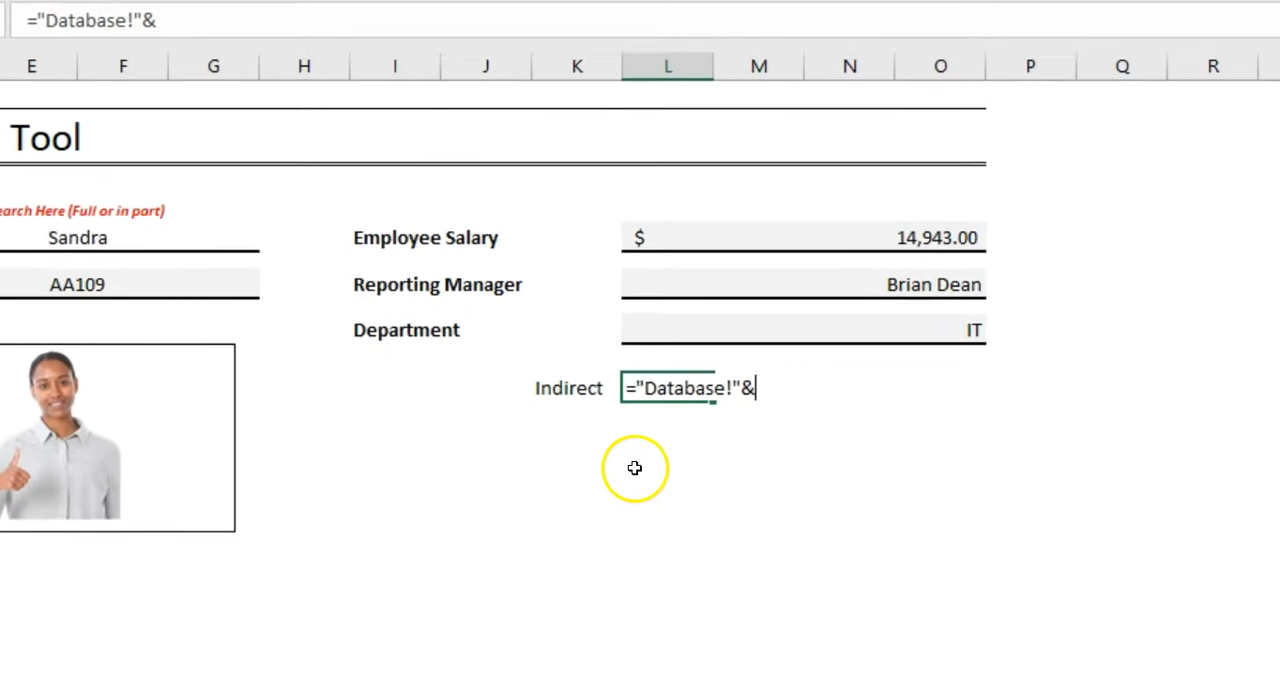 ="Database!"&
E F G H I J K L M N O P Q R
Tool
earch Here (Full or in part)
Sandra
Employee Salary $ 14,943.00
AA109
Reporting Manager Brian Dean
Department IT
Indirect ="Database!"&